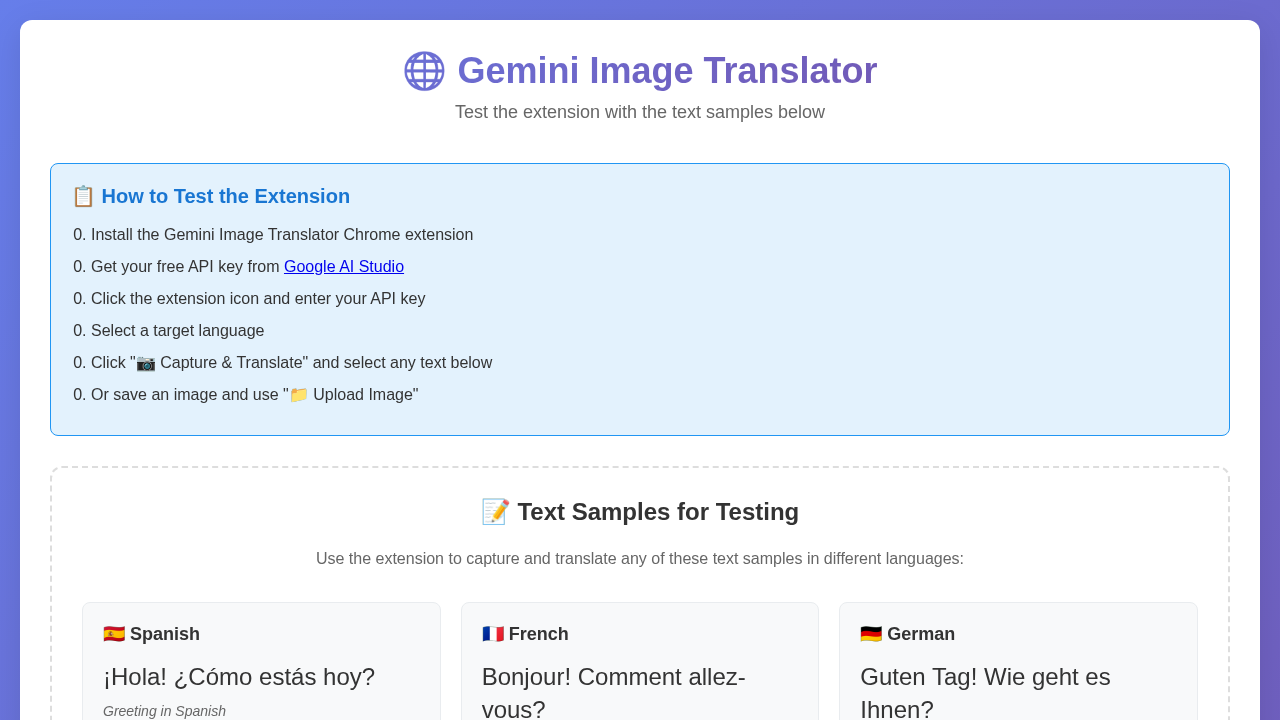 🌐 Gemini Image Translator
Test the extension with the text samples below
📋 How to Test the Extension
0. Install the Gemini Image Translator Chrome extension
0. Get your free API key from Google AI Studio
0. Click the extension icon and enter your API key
0. Select a target language
0. Click "📷 Capture & Translate" and select any text below
0. Or save an image and use "📁 Upload Image"
📝 Text Samples for Testing
Use the extension to capture and translate any of these text samples in different languages:
🇪🇸 Spanish
¡Hola! ¿Cómo estás hoy?
Greeting in Spanish
🇫🇷 French
Bonjour! Comment allez-
vous?
🇩🇪 German
Guten Tag! Wie geht es
Ihnen?